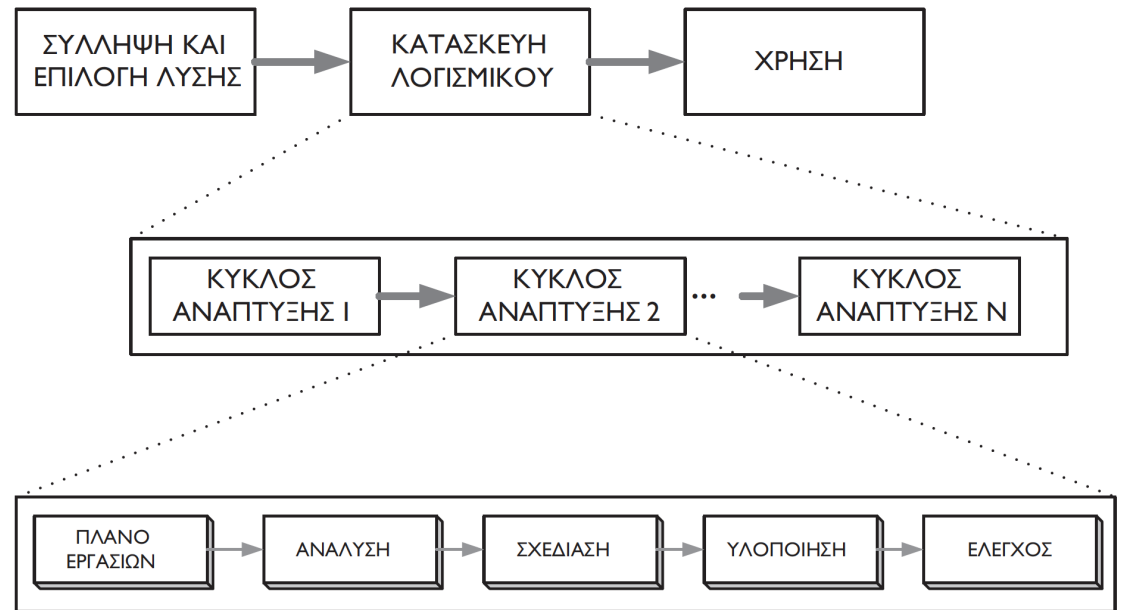 ΣΥΛΛΗΨΗ ΚΑΙ
ΕΠΙΛΟΓΗ ΛΥΣΗΣ
ΚΑΤΑΣΚΕΥΗ
ΛΟΓΙΣΜΙΚΟΥ
ΧΡΗΣΗ
ΚΥΚΛΟΣ
ΑΝΑΠΤΥΞΗΣ 1
ΚΥΚΛΟΣ
ΑΝΑΠΤΥΞΗΣ 2
...
ΚΥΚΛΟΣ
ΑΝΑΠΤΥΞΗΣ Ν
ΠΛΑΝΟ
ΕΡΓΑΣΙΩΝ
ΑΝΑΛΥΣΗ
ΣΧΕΔΙΑΣΗ
ΥΛΟΠΟΙΗΣΗ
ΕΛΕΓΧΟΣ